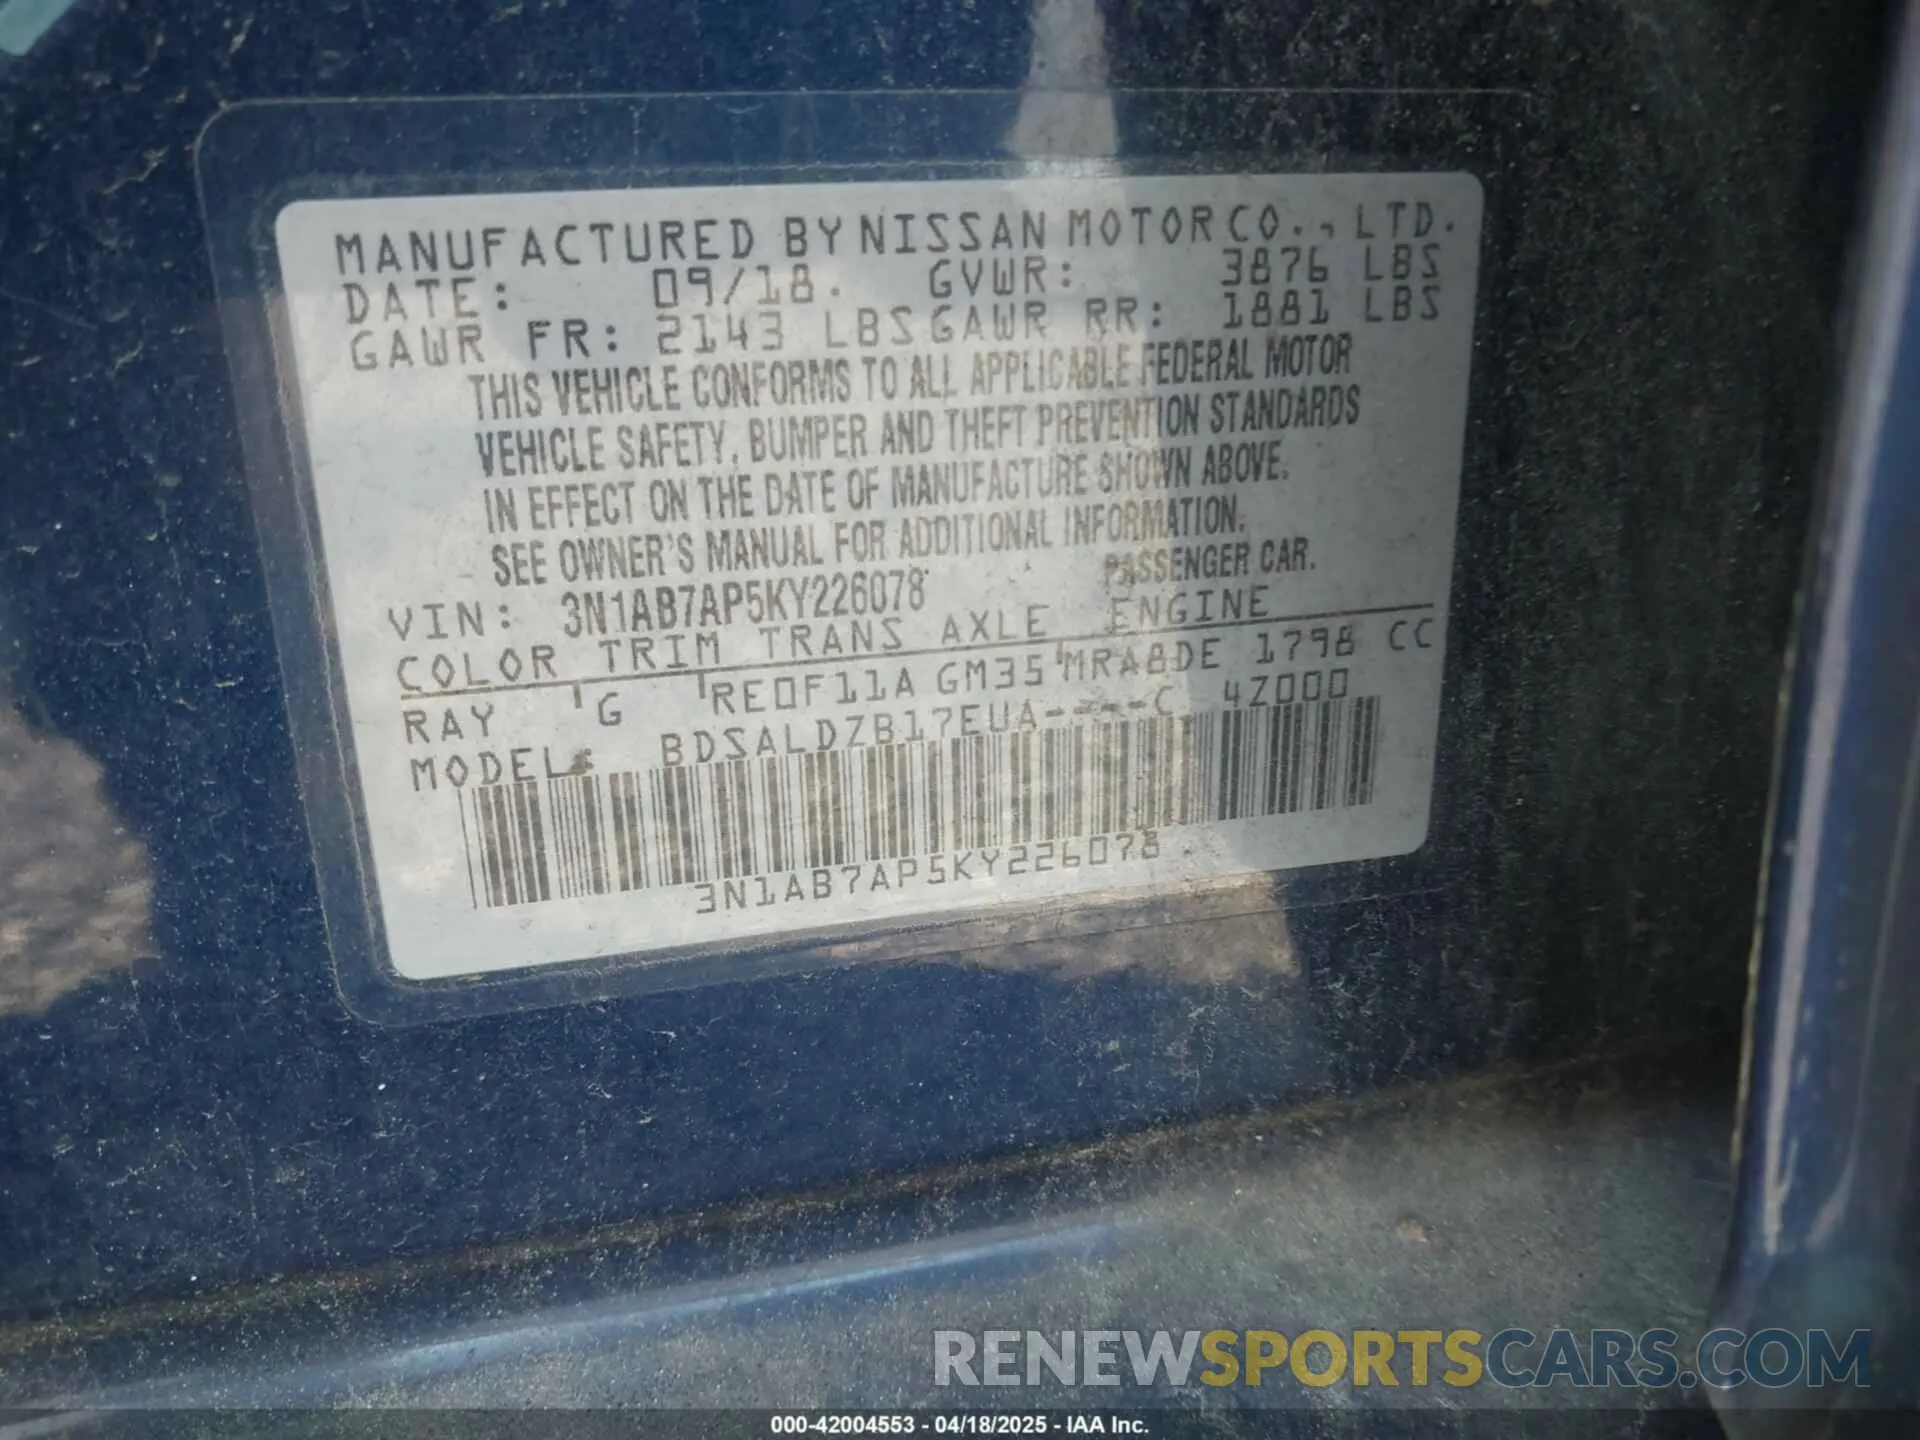 MANUFACTURED BY NISSAN MOTOR CO., LTD.
DATE: 09/18. GVWR: 3876 LBS
GAWR FR: 2143 LBS GAWR RR: 1881 LBS
THIS VEHICLE CONFORMS TO ALL APPLICABLE FEDERAL MOTOR
VEHICLE SAFETY, BUMPER AND THEFT PREVENTION STANDARDS
IN EFFECT ON THE DATE OF MANUFACTURE SHOWN ABOVE.
SEE OWNER'S MANUAL FOR ADDITIONAL INFORMATION.
VIN: 3N1AB7AP5KY226078 PASSENGER CAR.
COLOR TRIM TRANS AXLE ENGINE
RAY G RE0F11A GM35 MRA8DE 1798 CC
MODEL: BDSALDZB17EUA----C 4Z000
3N1AB7AP5KY226078
RENEWSPORTSCARS.COM
000-42004553 - 04/18/2025 - IAA Inc.